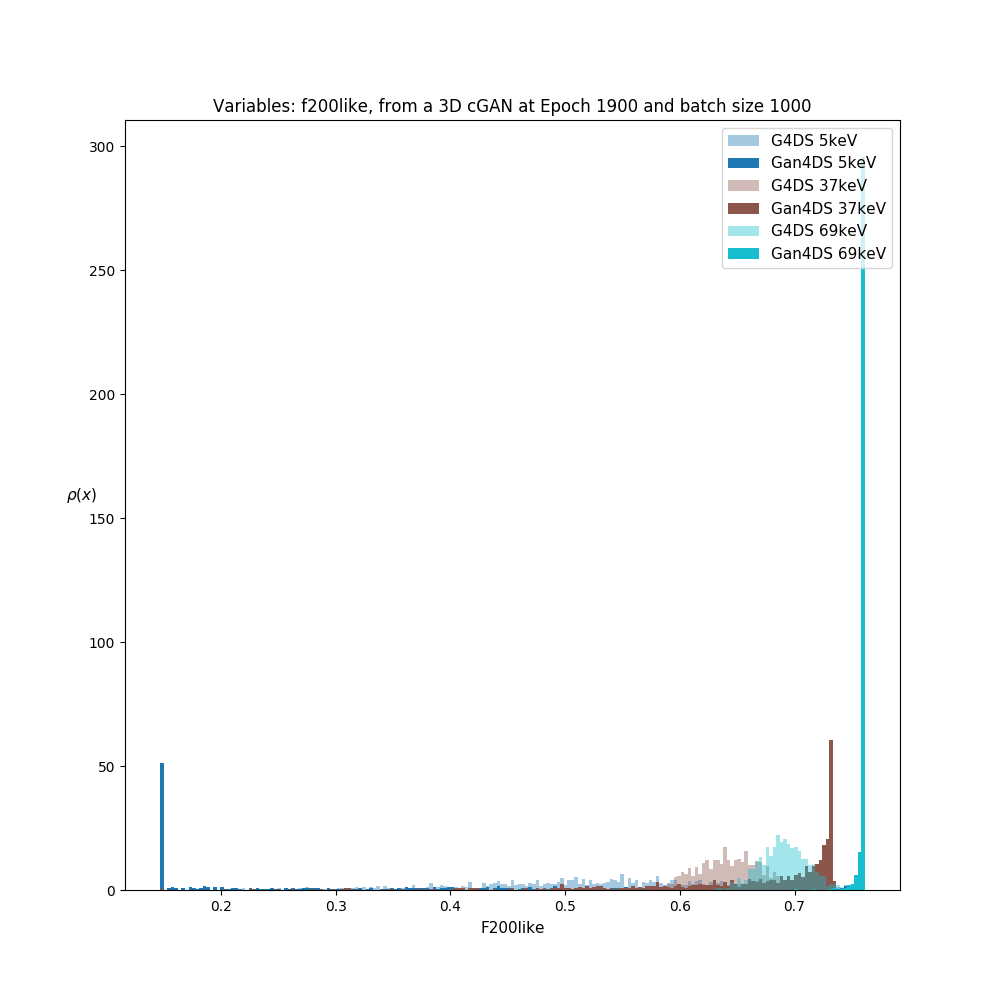 Variables: f200like, from a 3D cGAN at Epoch 1900 and batch size 1000
G4DS 5keV
Gan4DS 5keV
G4DS 37keV
Gan4DS 37keV
G4DS 69keV
Gan4DS 69keV
300
250
200
150
100
50
0
ρ(x)
0.2 0.3 0.4 0.5 0.6 0.7
F200like